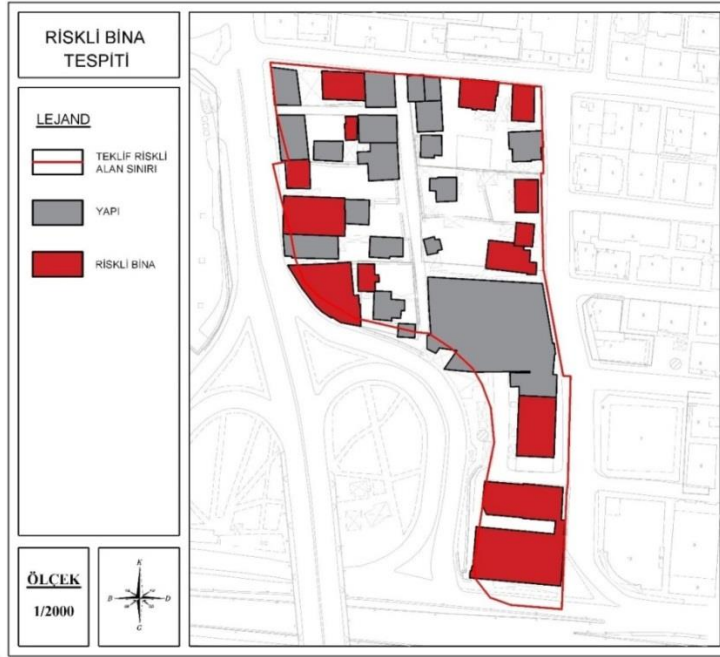 RİSKLİ BİNA
TESPİTİ
LEJAND
TEKLİF RİSKLİ
ALAN SINIRI
YAPI
RİSKLİ BİNA
ÖLÇEK
1/2000
K
B
D
G